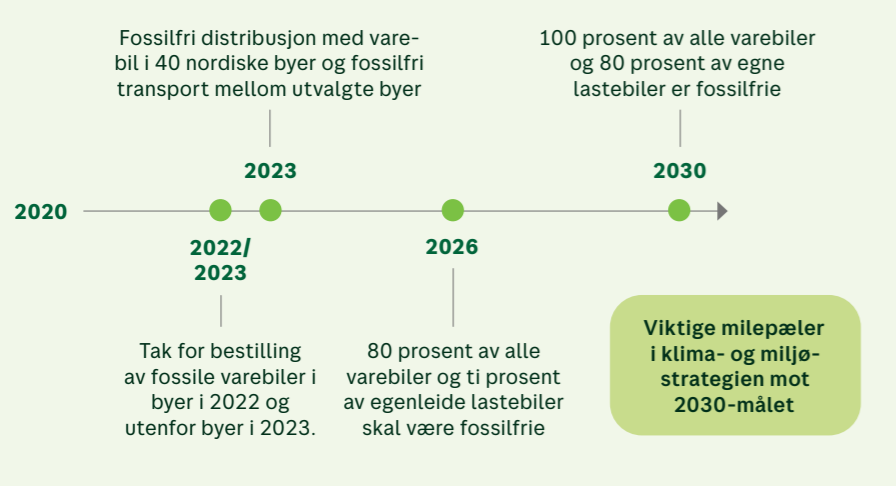 Fossilfri distribusjon med vare-
bil i 40 nordiske byer og fossilfri
transport mellom utvalgte byer
100 prosent av alle varebiler
og 80 prosent av egne
lastebiler er fossilfrie
2023
2030
2020
2022/
2023
2026
Tak for bestilling
av fossile varebiler i
byer i 2022 og
utenfor byer i 2023.
80 prosent av alle
varebiler og ti prosent
av egenleide lastebiler
skal være fossilfrie
Viktige milepæler
i klima- og miljø-
strategien mot
2030-målet